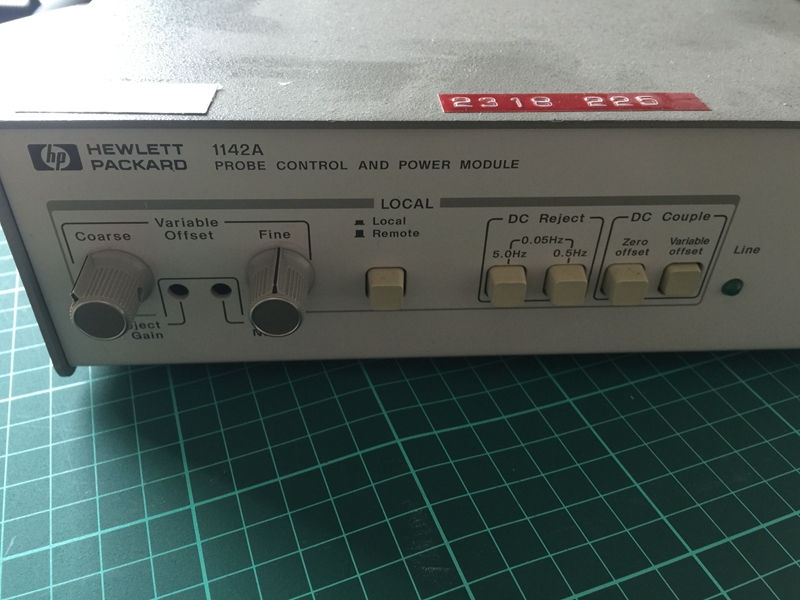 2318 226
hp HEWLETT PACKARD 1142A
PROBE CONTROL AND POWER MODULE
LOCAL
Variable Offset
Coarse
Fine
Local
Remote
DC Reject
0.05Hz
5.0Hz
0.5Hz
DC Couple
Zero offset
Variable offset
Line
Gain